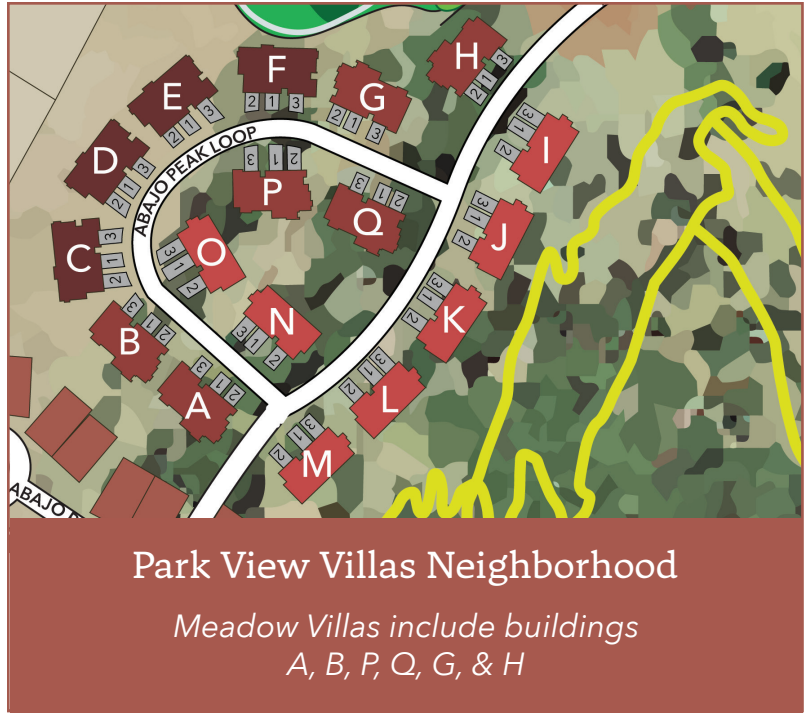 H
2 1 3
F
2 1 3
E
2 1 3
G
2 1 3
I
3 1 2
D
2 1 3
ABAJO PEAK LOOP
3 1 2
P
3 1 2
Q
J
3 1 2
C
3
1
2
O
3 1 2
K
3 1 2
B
3 1 2
N
3 1 2
L
3 1 2
A
3 1 2
M
3 1 2
ABAJO
Park View Villas Neighborhood
Meadow Villas include buildings
A, B, P, Q, G, & H